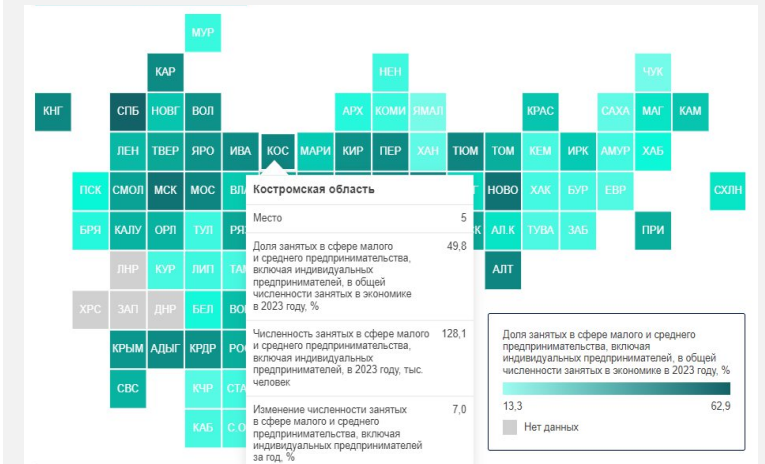 МУР
КАР НЕН ЧУК
КНГ СПБ НОВГ ВОЛ АРХ КОМИ ЯМАЛ КРАС САХА МАГ КАМ
ЛЕН ТВЕР ЯРО ИВА КОС МАРИ КИР ПЕР ХАН ТЮМ ТОМ КЕМ ИРК АМУР ХАБ
ПСК СМОЛ МСК МОС ВЛА НОВО ХАК БУР ЕВР СХЛН
БРЯ КАЛУ ОРЛ ТУЛ РЯЗ АЛ.К ТУВА ЗАБ ПРИ
ЛНР КУР ЛИП ТАМ АЛТ
ХРС ЗАП ДНР БЕЛ ВОР
КРЫМ АДЫГ КРДР РОС
СВС КЧР СТА
КАБ С.О
Костромская область
Место 5
Доля занятых в сфере малого 49,8
и среднего предпринимательства,
включая индивидуальных
предпринимателей, в общей
численности занятых в экономике
в 2023 году, %
Численность занятых в сфере малого 128,1
и среднего предпринимательства,
включая индивидуальных
предпринимателей, в 2023 году, тыс.
человек
Изменение численности занятых 7,0
в сфере малого и среднего
предпринимательства, включая
индивидуальных предпринимателей
за год, %
Доля занятых в сфере малого и среднего
предпринимательства, включая
индивидуальных предпринимателей, в общей
численности занятых в экономике в 2023 году, %
13,3 62,9
Нет данных